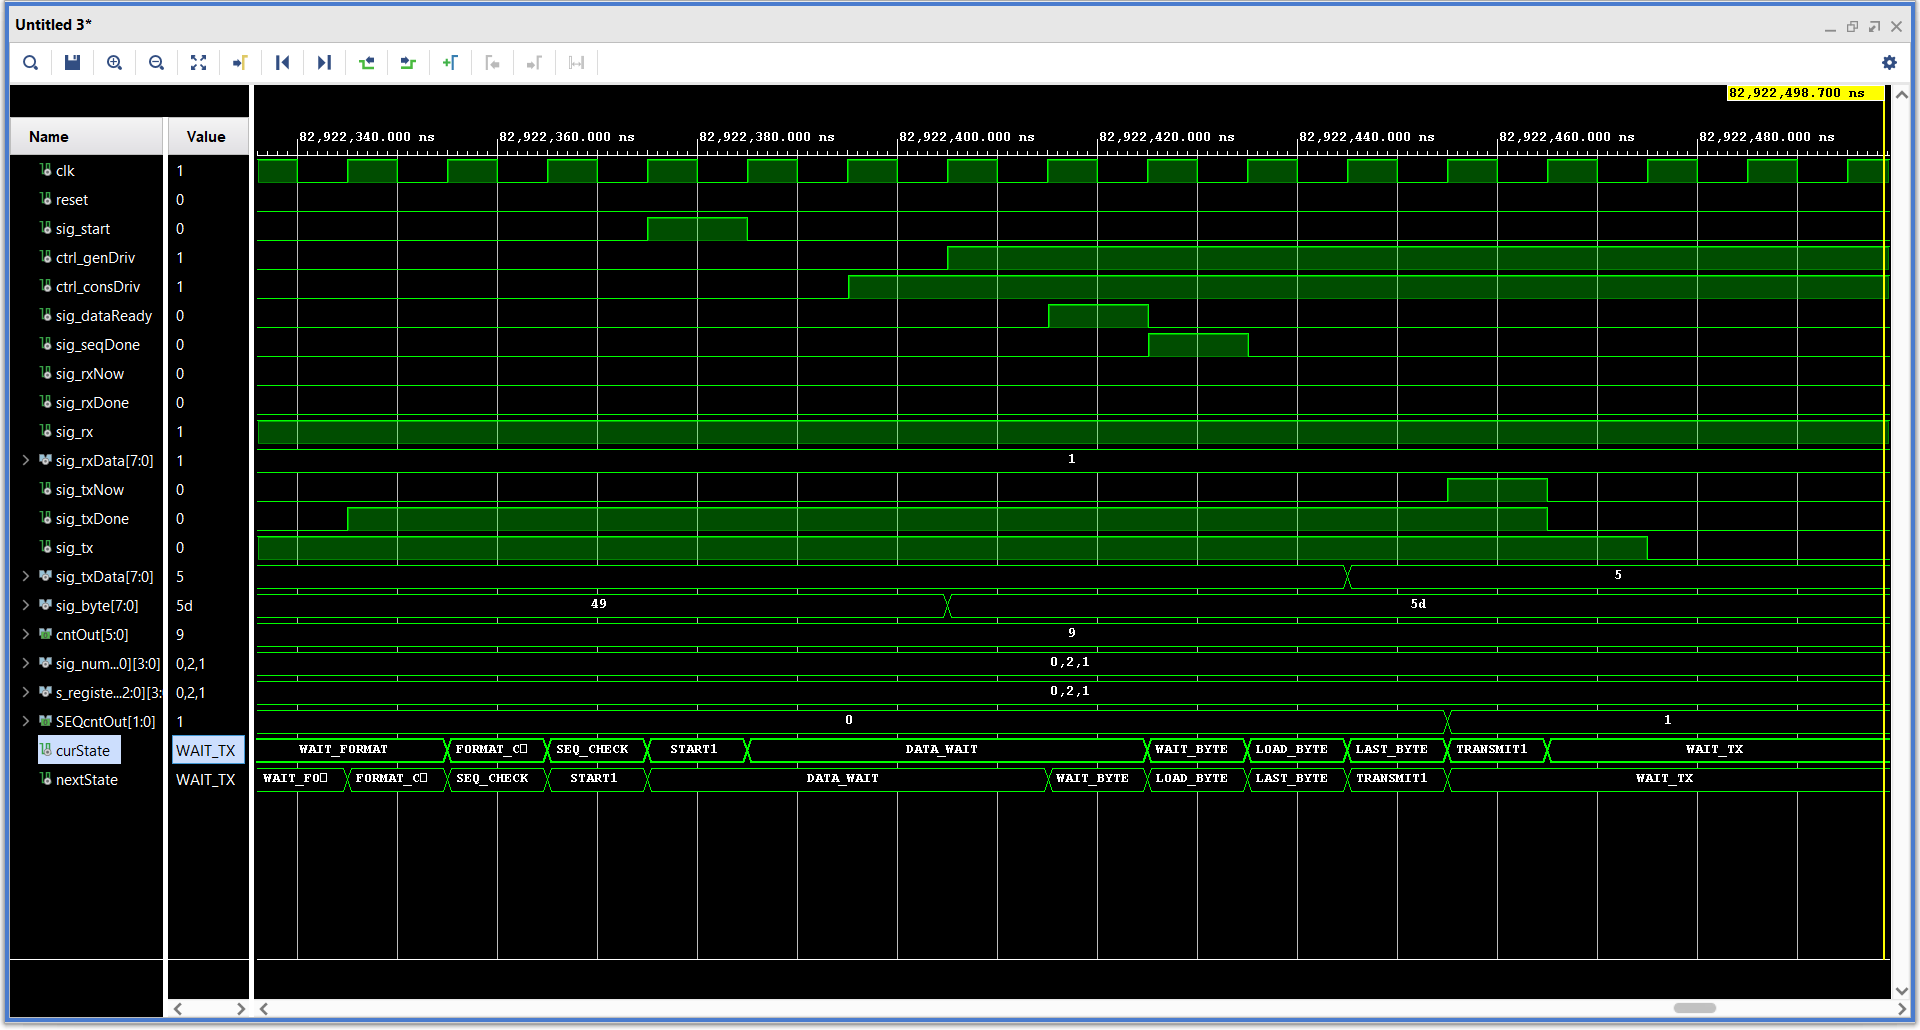 Untitled 3*
82,922,498.700 ns
Name Value
82,922,340.000 ns 82,922,360.000 ns 82,922,380.000 ns 82,922,400.000 ns 82,922,420.000 ns 82,922,440.000 ns 82,922,460.000 ns 82,922,480.000 ns
clk 1
reset 0
sig_start 0
ctrl_genDriv 1
ctrl_consDriv 1
sig_dataReady 0
sig_seqDone 0
sig_rxNow 0
sig_rxDone 0
sig_rx 1
sig_rxData[7:0] 1 1
sig_txNow 0
sig_txDone 0
sig_tx 0
sig_txData[7:0] 5 5
sig_byte[7:0] 5d 49 5d
cntOut[5:0] 9 9
sig_num...0][3:0] 0,2,1 0,2,1
s_registe...2:0][3: 0,2,1 0,2,1
SEQcntOut[1:0] 1 0 1
curState WAIT_TX WAIT_FORMAT FORMAT_C□ SEQ_CHECK START1 DATA_WAIT WAIT_BYTE LOAD_BYTE LAST_BYTE TRANSMIT1 WAIT_TX
nextState WAIT_TX WAIT_FO□ FORMAT_C□ SEQ_CHECK START1 DATA_WAIT WAIT_BYTE LOAD_BYTE LAST_BYTE TRANSMIT1 WAIT_TX